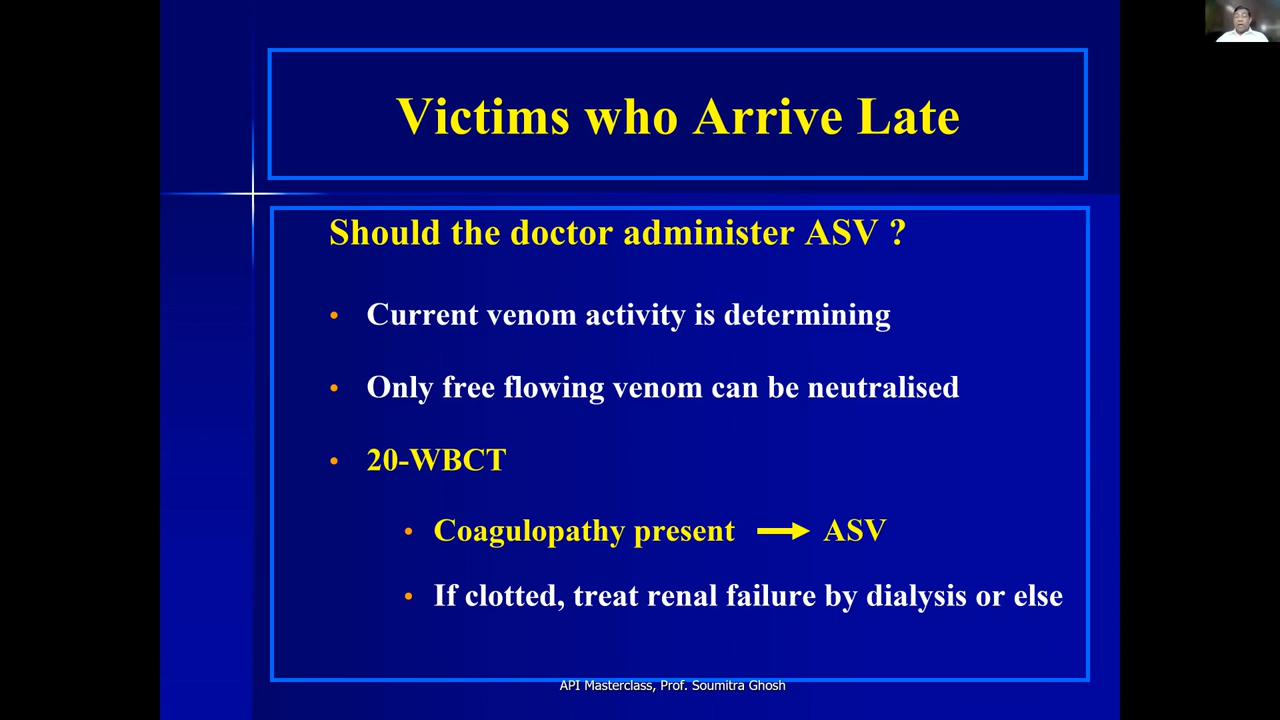 Victims who Arrive Late
Should the doctor administer ASV ?
• Current venom activity is determining
• Only free flowing venom can be neutralised
• 20-WBCT
• Coagulopathy present → ASV
• If clotted, treat renal failure by dialysis or else
API Masterclass, Prof. Soumitra Ghosh